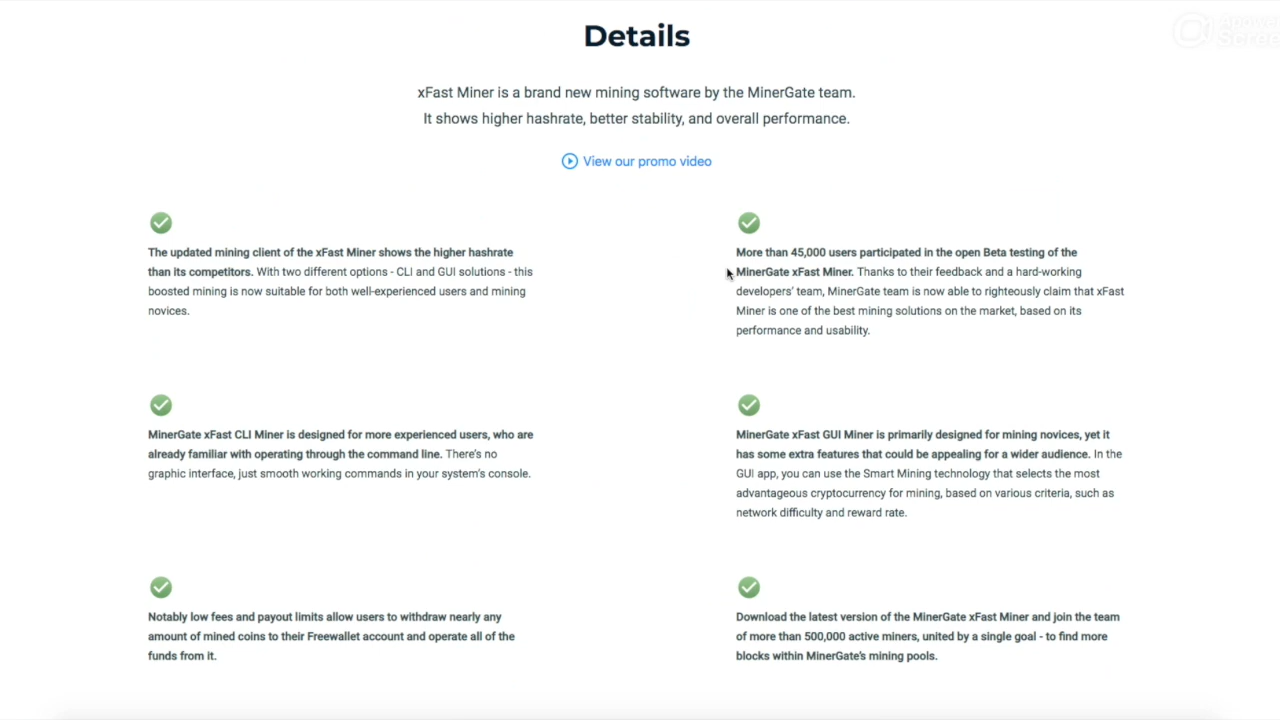 Details
xFast Miner is a brand new mining software by the MinerGate team.
It shows higher hashrate, better stability, and overall performance.
View our promo video
The updated mining client of the xFast Miner shows the higher hashrate
than its competitors. With two different options - CLI and GUI solutions - this
boosted mining is now suitable for both well-experienced users and mining
novices.
More than 45,000 users participated in the open Beta testing of the
MinerGate xFast Miner. Thanks to their feedback and a hard-working
developers’ team, MinerGate team is now able to righteously claim that xFast
Miner is one of the best mining solutions on the market, based on its
performance and usability.
MinerGate xFast CLI Miner is designed for more experienced users, who are
already familiar with operating through the command line. There’s no
graphic interface, just smooth working commands in your system’s console.
MinerGate xFast GUI Miner is primarily designed for mining novices, yet it
has some extra features that could be appealing for a wider audience. In the
GUI app, you can use the Smart Mining technology that selects the most
advantageous cryptocurrency for mining, based on various criteria, such as
network difficulty and reward rate.
Notably low fees and payout limits allow users to withdraw nearly any
amount of mined coins to their Freewallet account and operate all of the
funds from it.
Download the latest version of the MinerGate xFast Miner and join the team
of more than 500,000 active miners, united by a single goal - to find more
blocks within MinerGate’s mining pools.